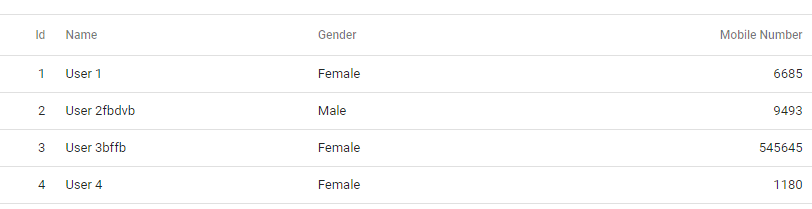 Id Name Gender Mobile Number
1 User 1 Female 6685
2 User 2fbdvb Male 9493
3 User 3bffb Female 545645
4 User 4 Female 1180